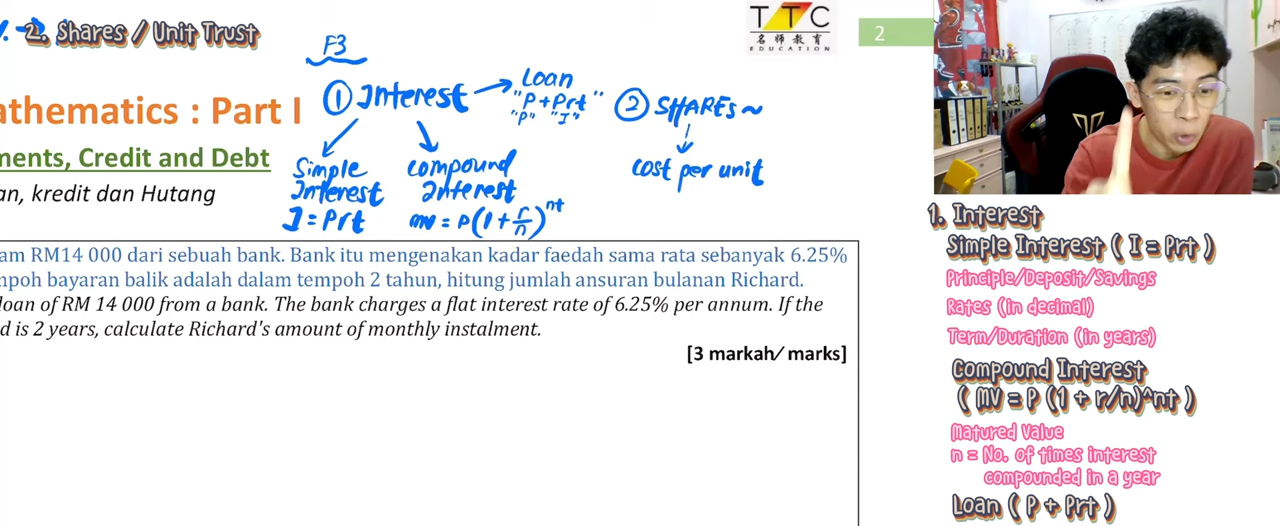 2. Shares / Unit Trust
F3
① Interest → Loan
"P + Prt"
"P" "I"
② SHARES ~
cost per unit
Simple Interest
I = Prt
Compound Interest
MV = P(1 + r/n)^nt
TTC
名師教育
EDUCATION
2
athematics : Part I
ments, Credit and Debt
an, kredit dan Hutang
am RM14 000 dari sebuah bank. Bank itu mengenakan kadar faedah sama rata sebanyak 6.25%
mpoh bayaran balik adalah dalam tempoh 2 tahun, hitung jumlah ansuran bulanan Richard.
loan of RM 14 000 from a bank. The bank charges a flat interest rate of 6.25% per annum. If the
d is 2 years, calculate Richard's amount of monthly instalment.
[3 markah/ marks]
1. Interest
Simple Interest ( I = Prt )
Principle/Deposit/Savings
Rates (in decimal)
Term/Duration (in years)
Compound Interest
( MV = P (1 + r/n)^nt )
Matured Value
n = No. of times interest
compounded in a year
Loan ( P + Prt )